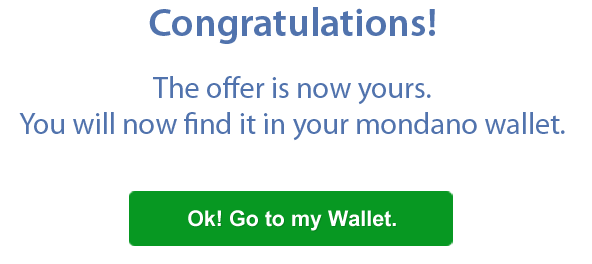 Congratulations!
The offer is now yours.
You will now find it in your mondano wallet.
Ok! Go to my Wallet.